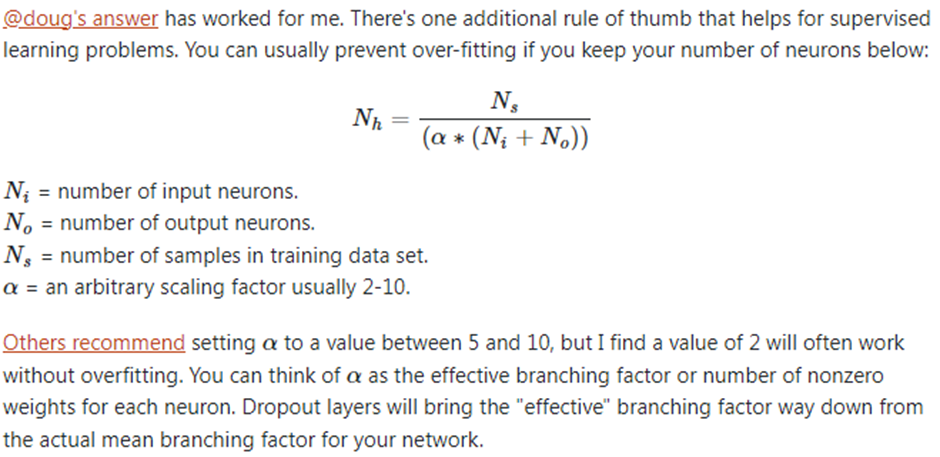 @doug's answer has worked for me. There's one additional rule of thumb that helps for supervised
learning problems. You can usually prevent over-fitting if you keep your number of neurons below:
N_h = N_s / (α * (N_i + N_o))
N_i = number of input neurons.
N_o = number of output neurons.
N_s = number of samples in training data set.
α = an arbitrary scaling factor usually 2-10.
Others recommend setting α to a value between 5 and 10, but I find a value of 2 will often work
without overfitting. You can think of α as the effective branching factor or number of nonzero
weights for each neuron. Dropout layers will bring the "effective" branching factor way down from
the actual mean branching factor for your network.